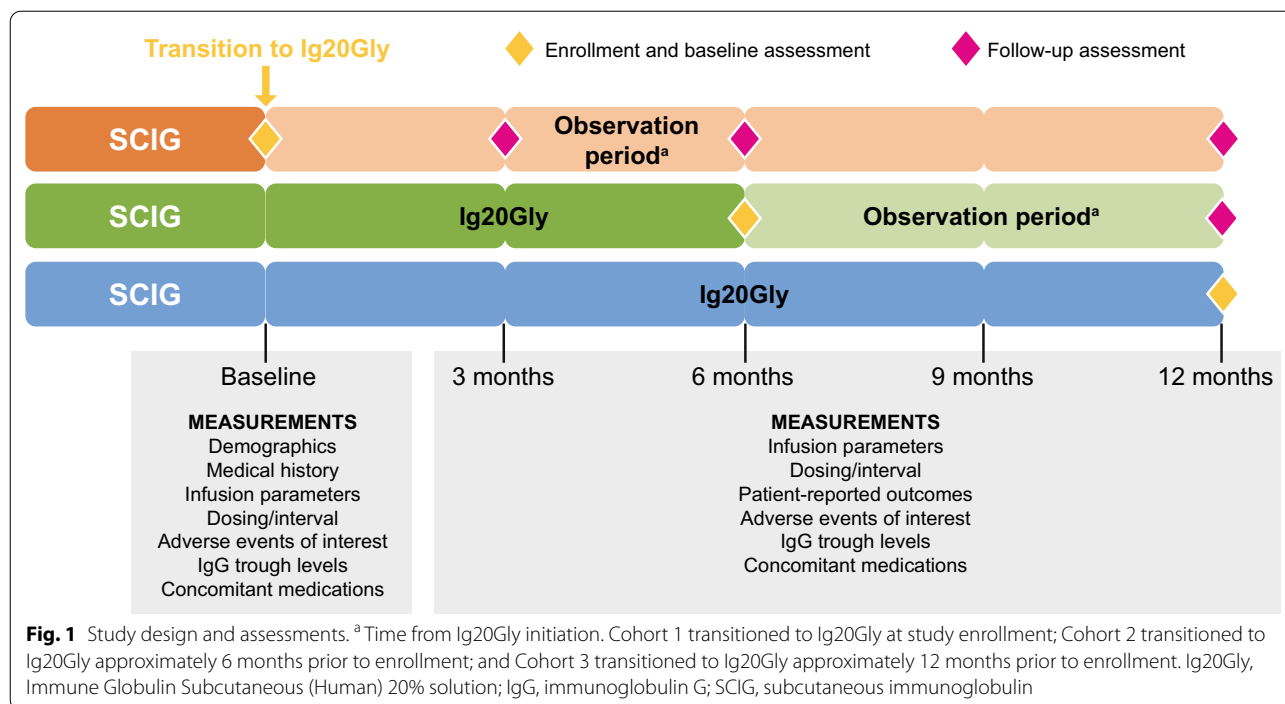 Transition to Ig20Gly
Enrollment and baseline assessment
Follow-up assessment
SCIG
Observation
periodᵃ
SCIG
Ig20Gly
Observation periodᵃ
SCIG
Ig20Gly
Baseline
3 months
6 months
9 months
12 months
MEASUREMENTS
Demographics
Medical history
Infusion parameters
Dosing/interval
Adverse events of interest
IgG trough levels
Concomitant medications
MEASUREMENTS
Infusion parameters
Dosing/interval
Patient-reported outcomes
Adverse events of interest
IgG trough levels
Concomitant medications
Fig. 1 Study design and assessments. ᵃ Time from Ig20Gly initiation. Cohort 1 transitioned to Ig20Gly at study enrollment; Cohort 2 transitioned to
Ig20Gly approximately 6 months prior to enrollment; and Cohort 3 transitioned to Ig20Gly approximately 12 months prior to enrollment. Ig20Gly,
Immune Globulin Subcutaneous (Human) 20% solution; IgG, immunoglobulin G; SCIG, subcutaneous immunoglobulin